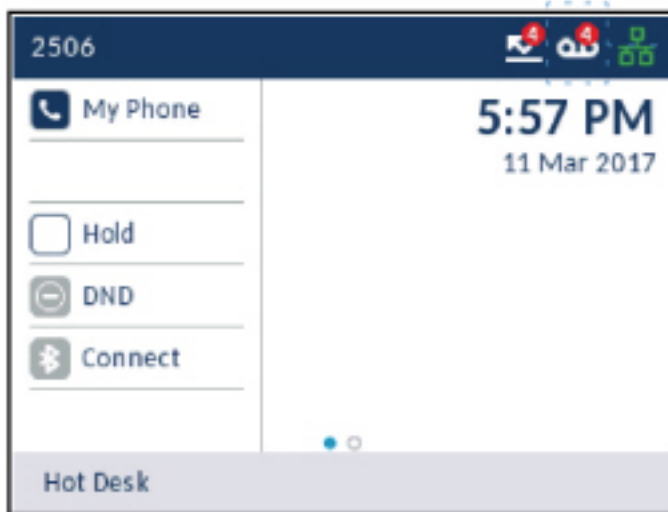 2506
4 4
My Phone
5:57 PM
11 Mar 2017
Hold
DND
Connect
Hot Desk